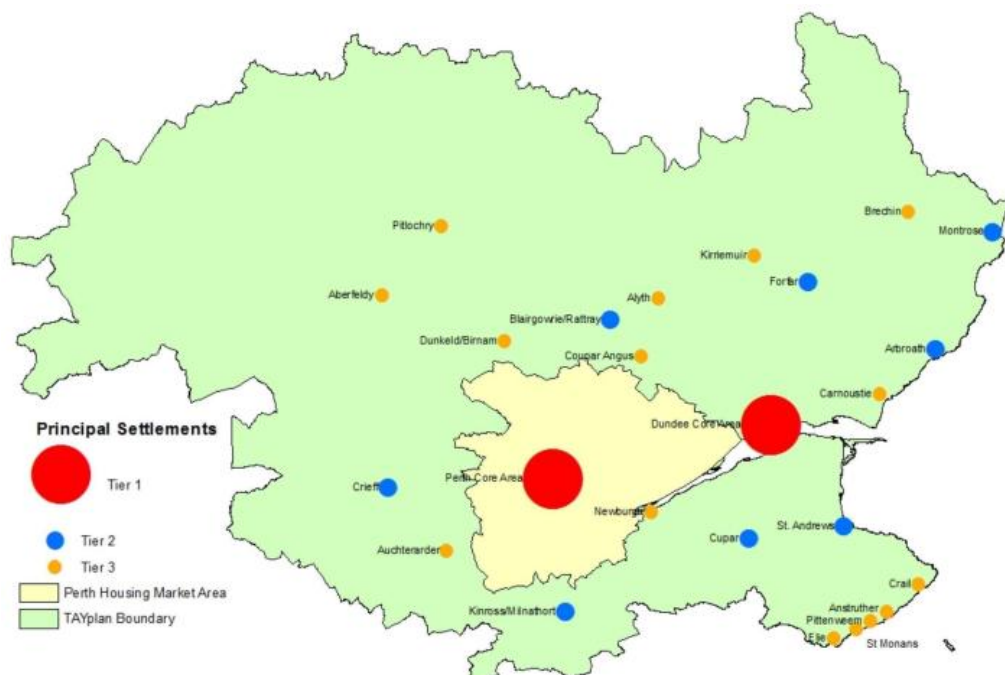 Brechin
Pitlochry
Montrose
Kirriemuir
Forfar
Aberfeldy
Alyth
Blairgowrie/Rattray
Dunkeld/Birnam
Arbroath
Coupar Angus
Carnoustie
Principal Settlements
Dundee Core Area
Tier 1
Perth Core Area
Crieff
Newburgh
St. Andrews
Tier 2
Cupar
Auchterarder
Tier 3
Crail
Perth Housing Market Area
Kinross/Milnathort
Anstruther
TAYplan Boundary
Pittenweem
Elie
St Monans